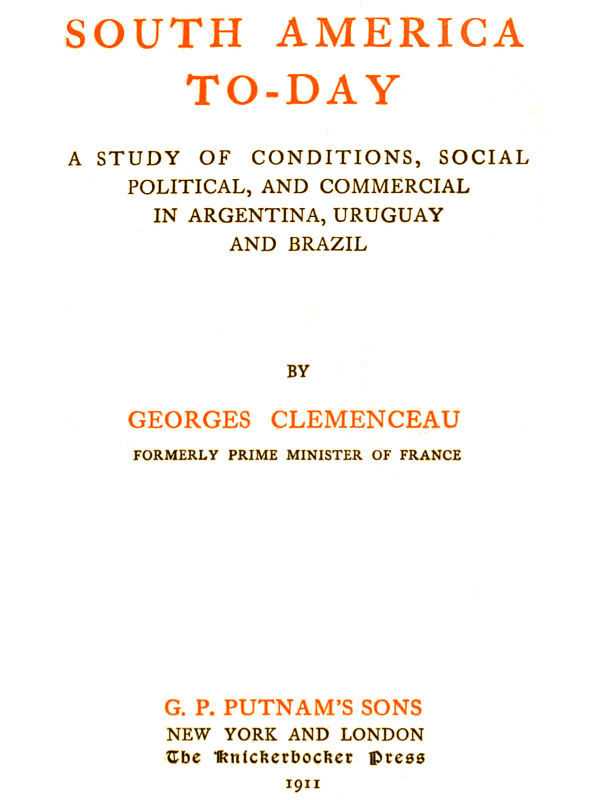 SOUTH AMERICA
TO-DAY
A STUDY OF CONDITIONS, SOCIAL
POLITICAL, AND COMMERCIAL
IN ARGENTINA, URUGUAY
AND BRAZIL
BY
GEORGES CLEMENCEAU
FORMERLY PRIME MINISTER OF FRANCE
G. P. PUTNAM'S SONS
NEW YORK AND LONDON
The Knickerbocker Press
1911